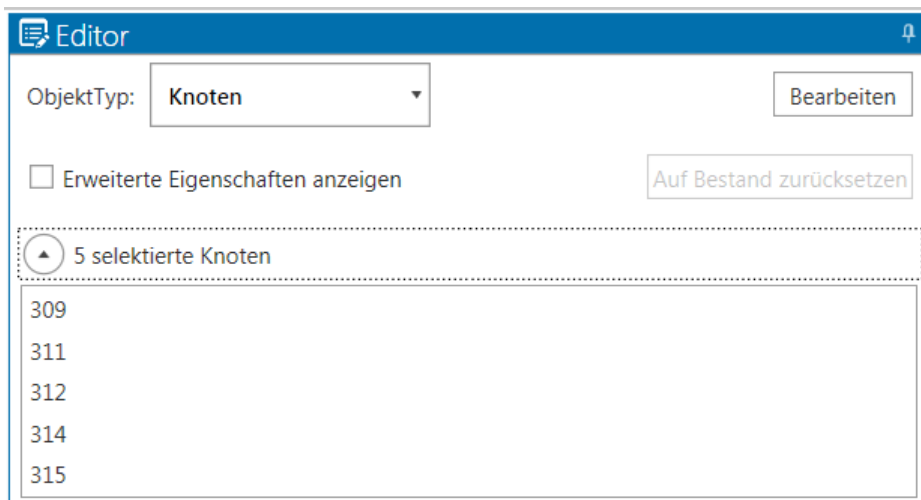 Editor
ObjektTyp: Knoten Bearbeiten
Erweiterte Eigenschaften anzeigen Auf Bestand zurücksetzen
5 selektierte Knoten
309
311
312
314
315